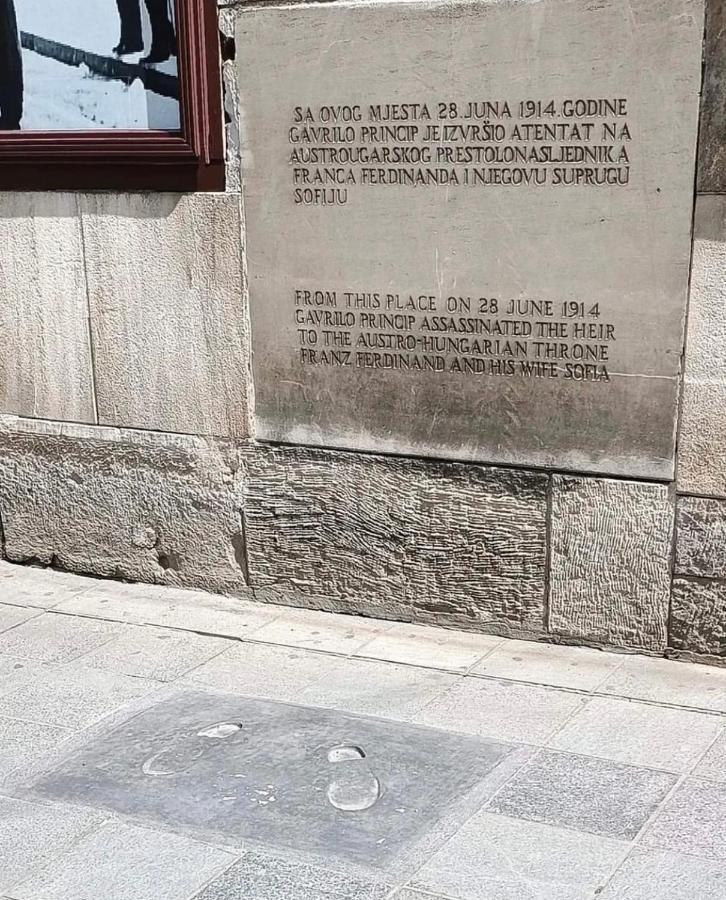 SA OVOG MJESTA 28.JUNA 1914.GODINE
GAVRILO PRINCIP JE IZVRŠIO ATENTAT NA
AUSTROUGARSKOG PRESTOLONASLJEDNIKA
FRANCA FERDINANDA I NJEGOVU SUPRUGU
SOFIJU
FROM THIS PLACE ON 28 JUNE 1914
GAVRILO PRINCIP ASSASSINATED THE HEIR
TO THE AUSTRO-HUNGARIAN THRONE
FRANZ FERDINAND AND HIS WIFE SOFIA